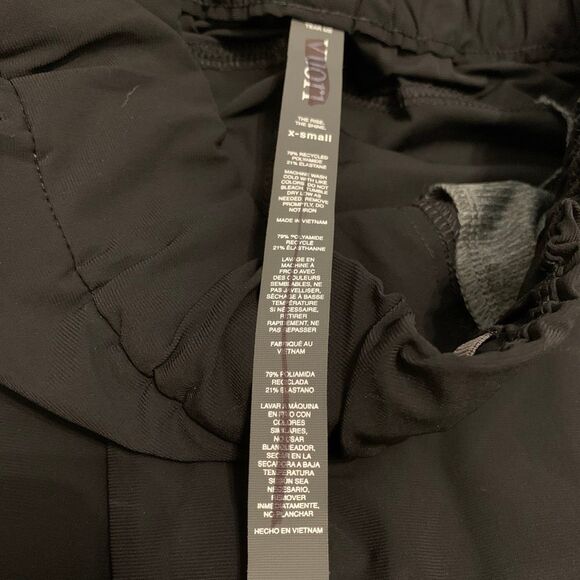 TEAR ME
vuori
THE RISE.
THE SHINE.
x-small
79% RECYCLED
POLYAMIDE
21% ELASTANE
MACHINE WASH
COLD WITH LIKE
COLORS. DO NOT
BLEACH. TUMBLE
DRY LOW AS
NEEDED. REMOVE
PROMPTLY. DO
NOT IRON
MADE IN VIETNAM
79% POLYAMIDE
RECYCLÉ
21% ÉLASTHANNE
LAVAGE EN
MACHINE À
FROID AVEC
DES COULEURS
SEMBLABLES, NE
PAS JAVELLISER,
SÉCHAGE À BASSE
TEMPÉRATURE
SI NÉCESSAIRE,
RETIRER
RAPIDEMENT, NE
PAS REPASSER
FABRIQUÉ AU
VIETNAM
79% POLIAMIDA
RECICLADA
21% ELASTANO
LAVAR A MÁQUINA
EN FRÍO CON
COLORES
SIMILARES,
NO USAR
BLANQUEADOR,
SECAR EN LA
SECADORA A BAJA
TEMPERATURA
SEGÚN SEA
NECESARIO,
REMOVER
INMEDIATAMENTE,
NO PLANCHAR
HECHO EN VIETNAM